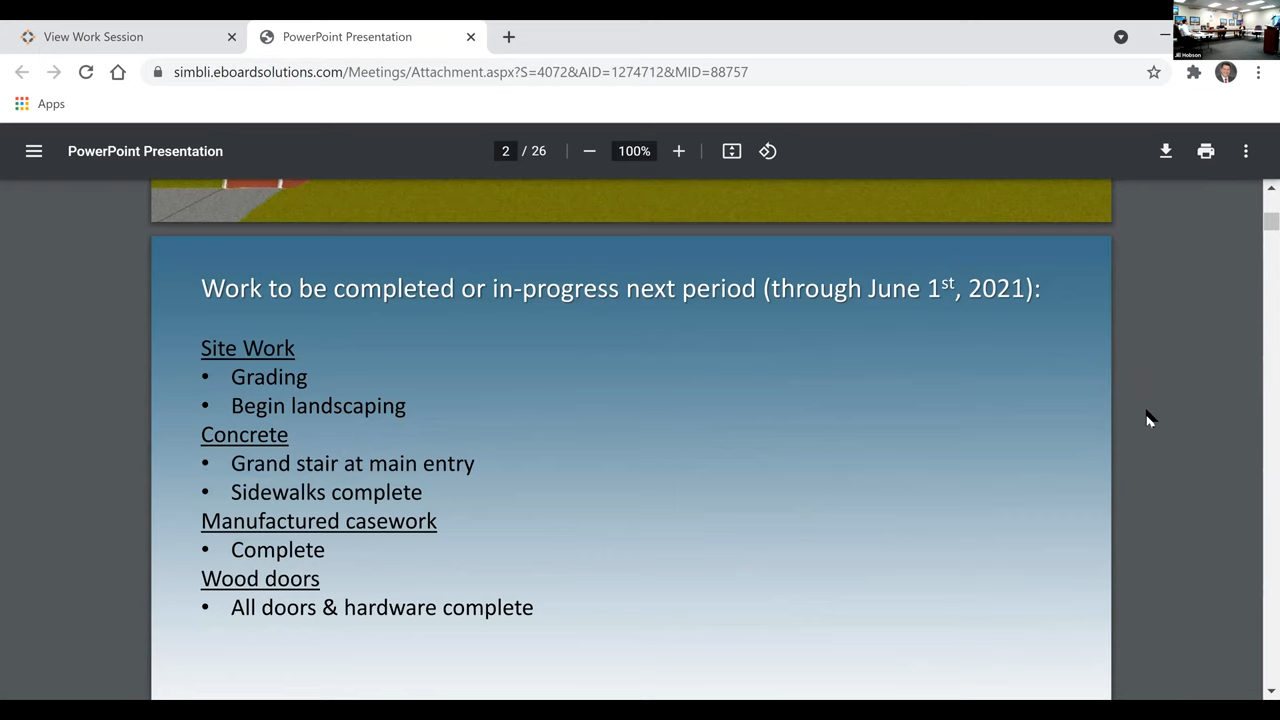 View Work Session
PowerPoint Presentation
Jill Hobson
simbli.eboardsolutions.com/Meetings/Attachment.aspx?S=4072&AID=1274712&MID=88757
Apps
PowerPoint Presentation
2 / 26
100%
Work to be completed or in-progress next period (through June 1st, 2021):
Site Work
• Grading
• Begin landscaping
Concrete
• Grand stair at main entry
• Sidewalks complete
Manufactured casework
• Complete
Wood doors
• All doors & hardware complete